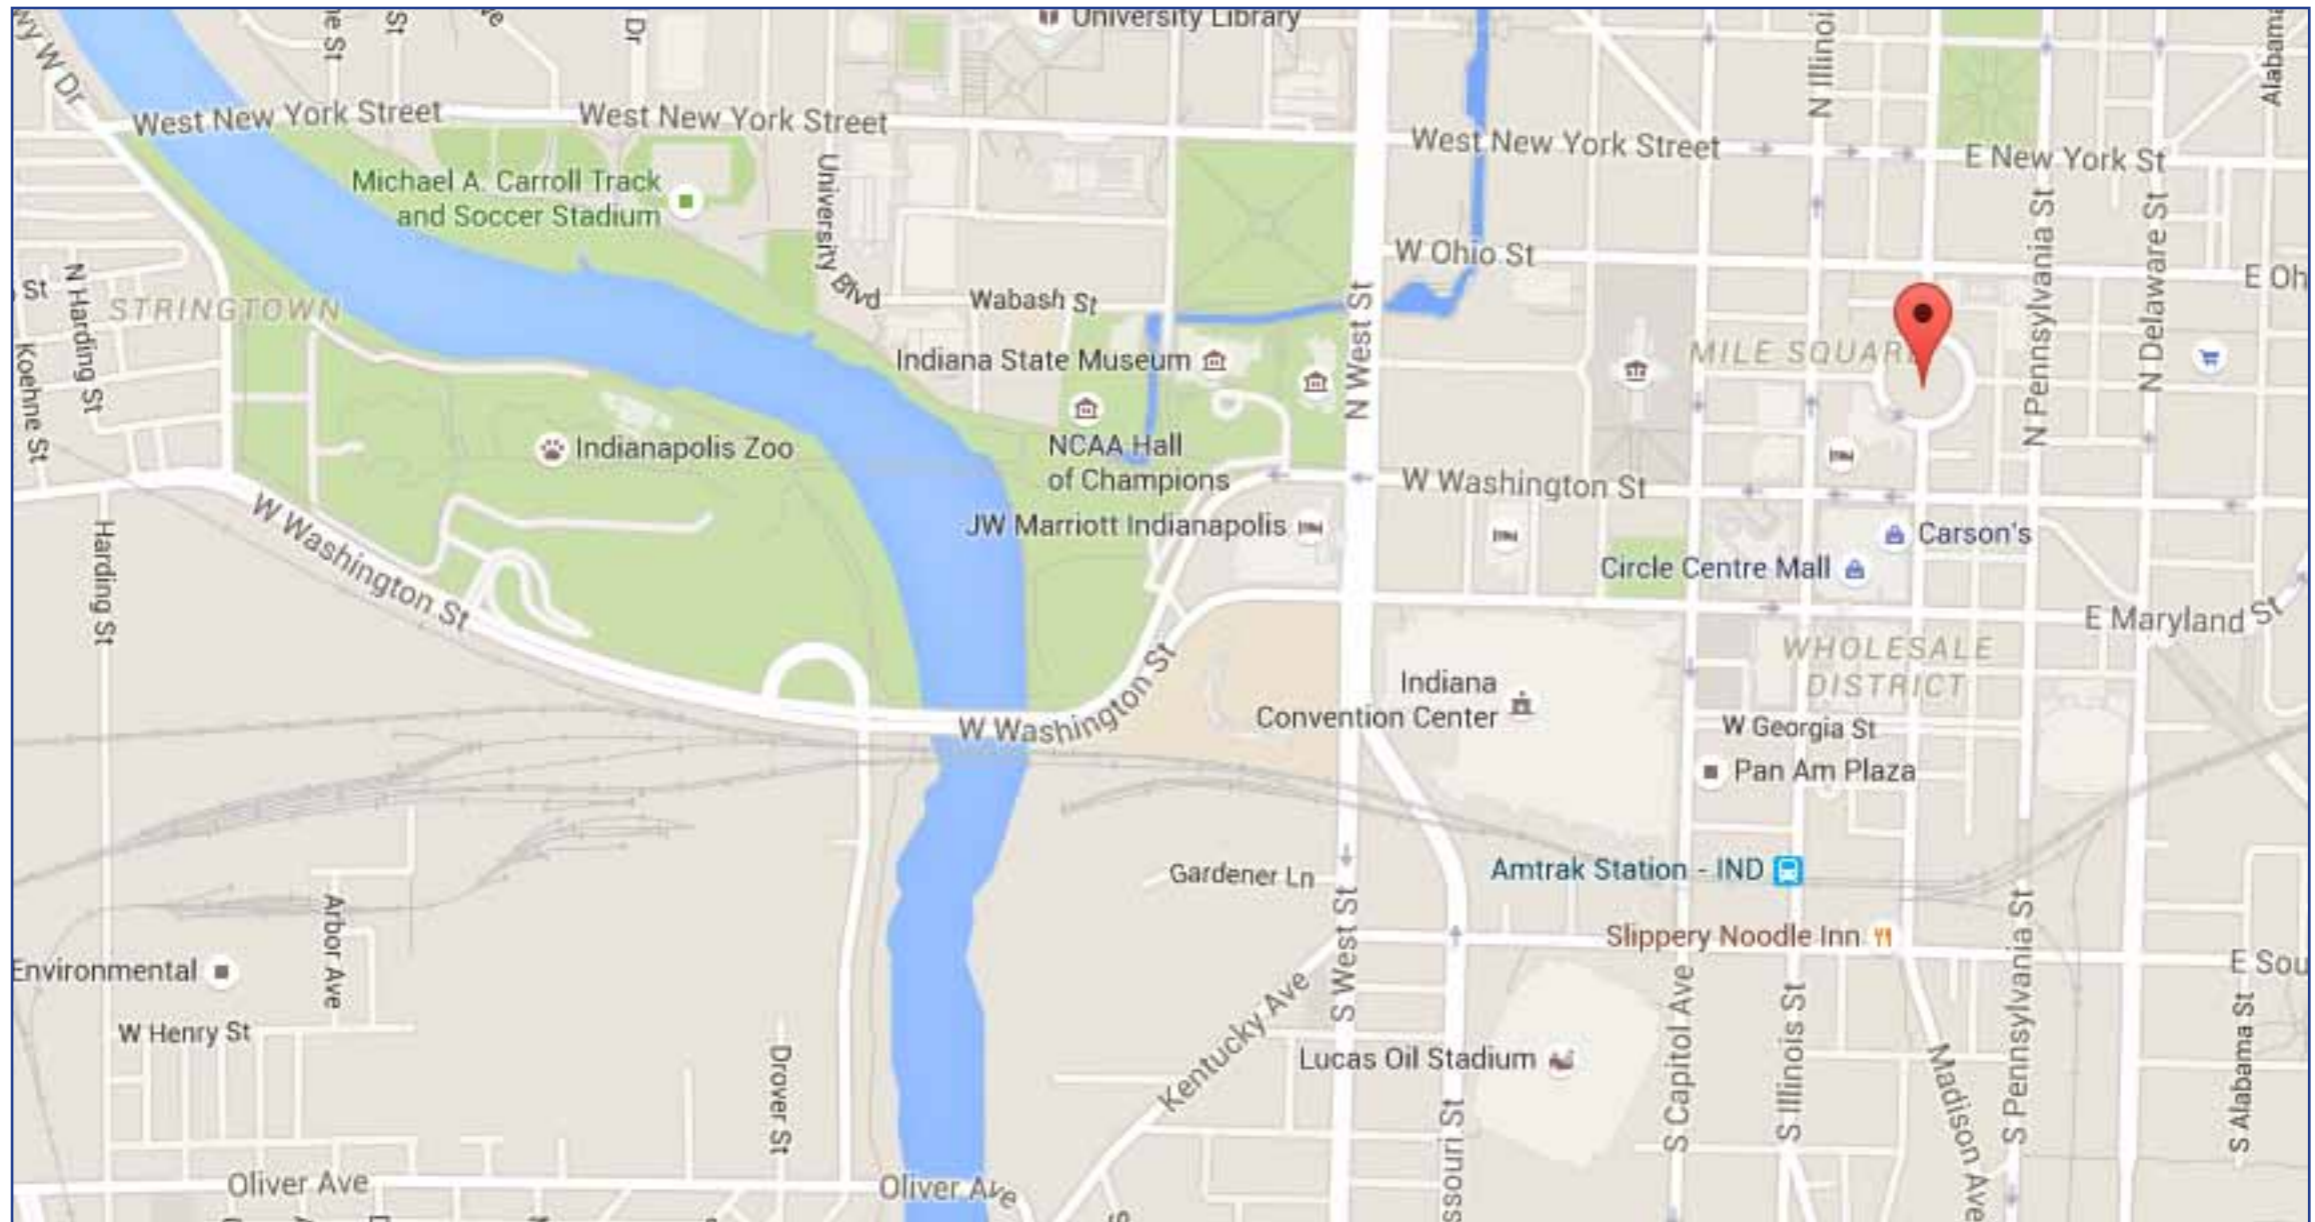 University Library
N Illinoi
Alabama
West New York Street
West New York Street
West New York Street
E New York St
Michael A. Carroll Track
and Soccer Stadium
University Blvd
N Pennsylvania St
N Delaware St
W Ohio St
E Oh
St
N Harding St
STRINGTOWN
Wabash St
N West St
Koehne St
Indiana State Museum
MILE SQUAR
Indianapolis Zoo
NCAA Hall
of Champions
W Washington St
W Washington St
JW Marriott Indianapolis
Carson's
Circle Centre Mall
Harding St
E Maryland St
WHOLESALE
DISTRICT
W Washington St
Indiana
Convention Center
W Georgia St
Pan Am Plaza
Gardener Ln
Amtrak Station - IND
Arbor Ave
S West St
Slippery Noodle Inn
S Pennsylvania St
Environmental
E Sou
W Henry St
Kentucky Ave
S Capitol Ave
S Illinois St
S Alabama St
Drover St
Lucas Oil Stadium
Madison Ave
ssouri St
Oliver Ave
Oliver Ave